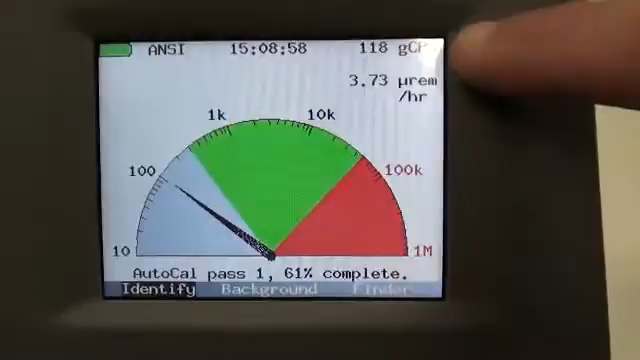 ANSI 15:08:58 118 gCP
3.73 µrem
/hr
1k 10k
100 100k
10 1M
AutoCal pass 1, 61% complete.
Identify Background Finder